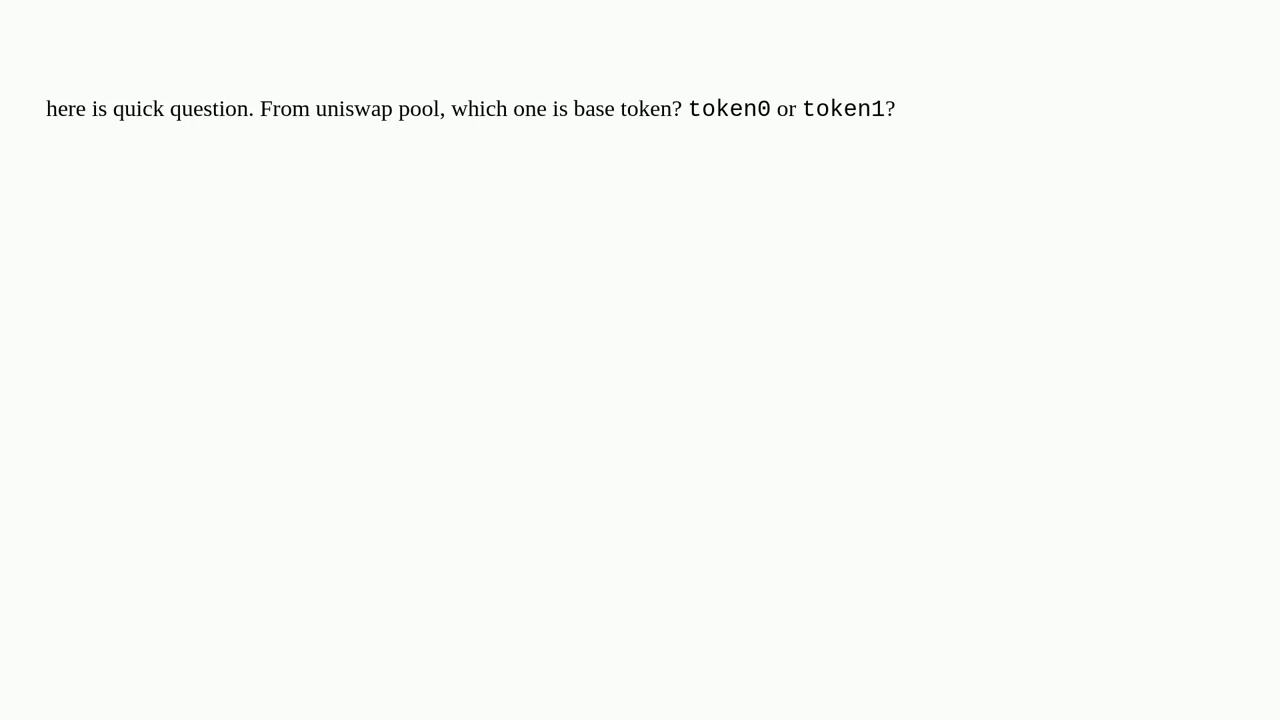 here is quick question. From uniswap pool, which one is base token? token0 or token1?